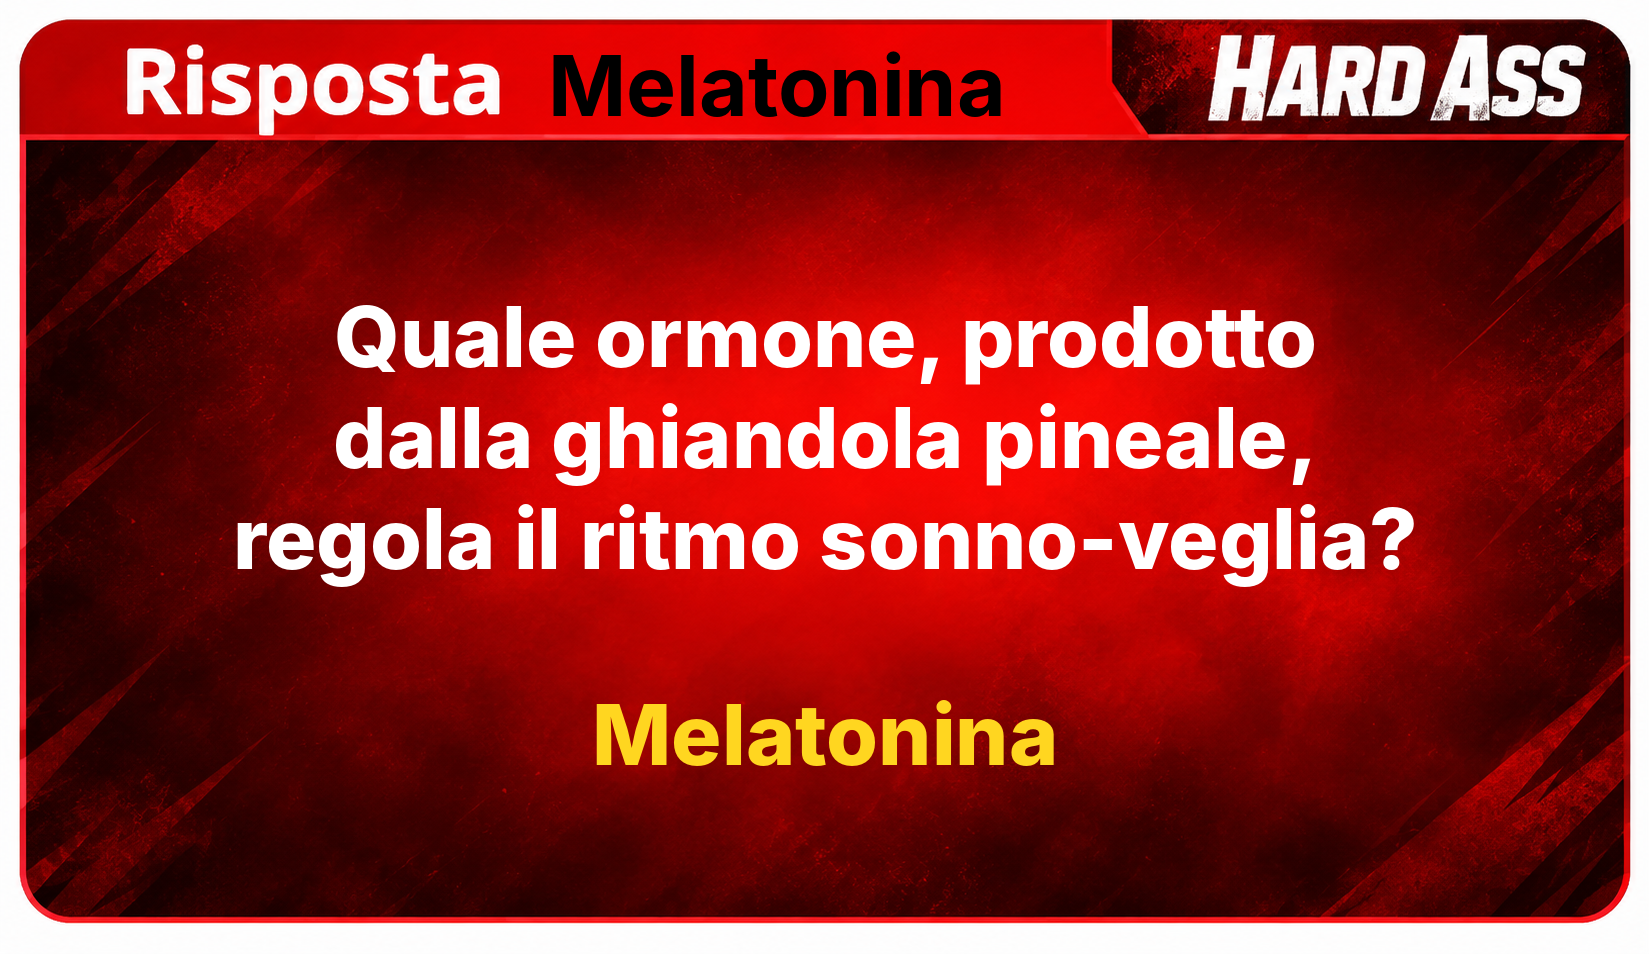 Risposta Melatonina HARD ASS
Quale ormone, prodotto
dalla ghiandola pineale,
regola il ritmo sonno-veglia?
Melatonina